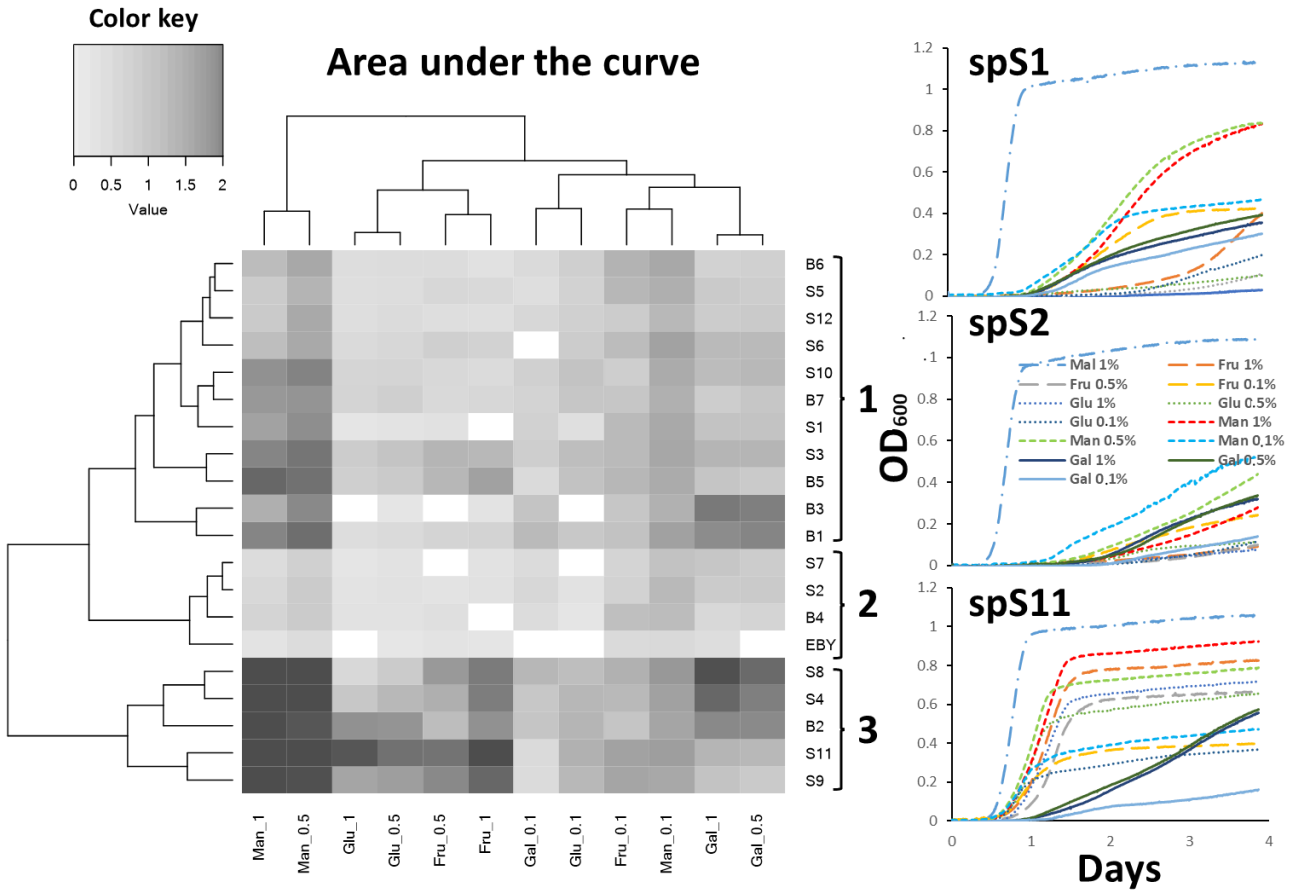 Color key
0 0.5 1 1.5 2
Value
Area under the curve
B6
S5
S12
S6
S10
B7
S1
S3
B5
B3
B1
S7
S2
B4
EBY
S8
S4
B2
S11
S9
1
2
3
Man_1
Man_0.5
Glu_1
Glu_0.5
Fru_0.5
Fru_1
Gal_0.1
Glu_0.1
Fru_0.1
Man_0.1
Gal_1
Gal_0.5
OD600
spS1
1.2
1
0.8
0.6
0.4
0.2
0
spS2
1.2
1
0.8
0.6
0.4
0.2
0
Mal 1% Fru 1%
Fru 0.5% Fru 0.1%
Glu 1% Glu 0.5%
Glu 0.1% Man 1%
Man 0.5% Man 0.1%
Gal 1% Gal 0.5%
Gal 0.1%
spS11
1.2
1
0.8
0.6
0.4
0.2
0
0 1 2 3 4
Days